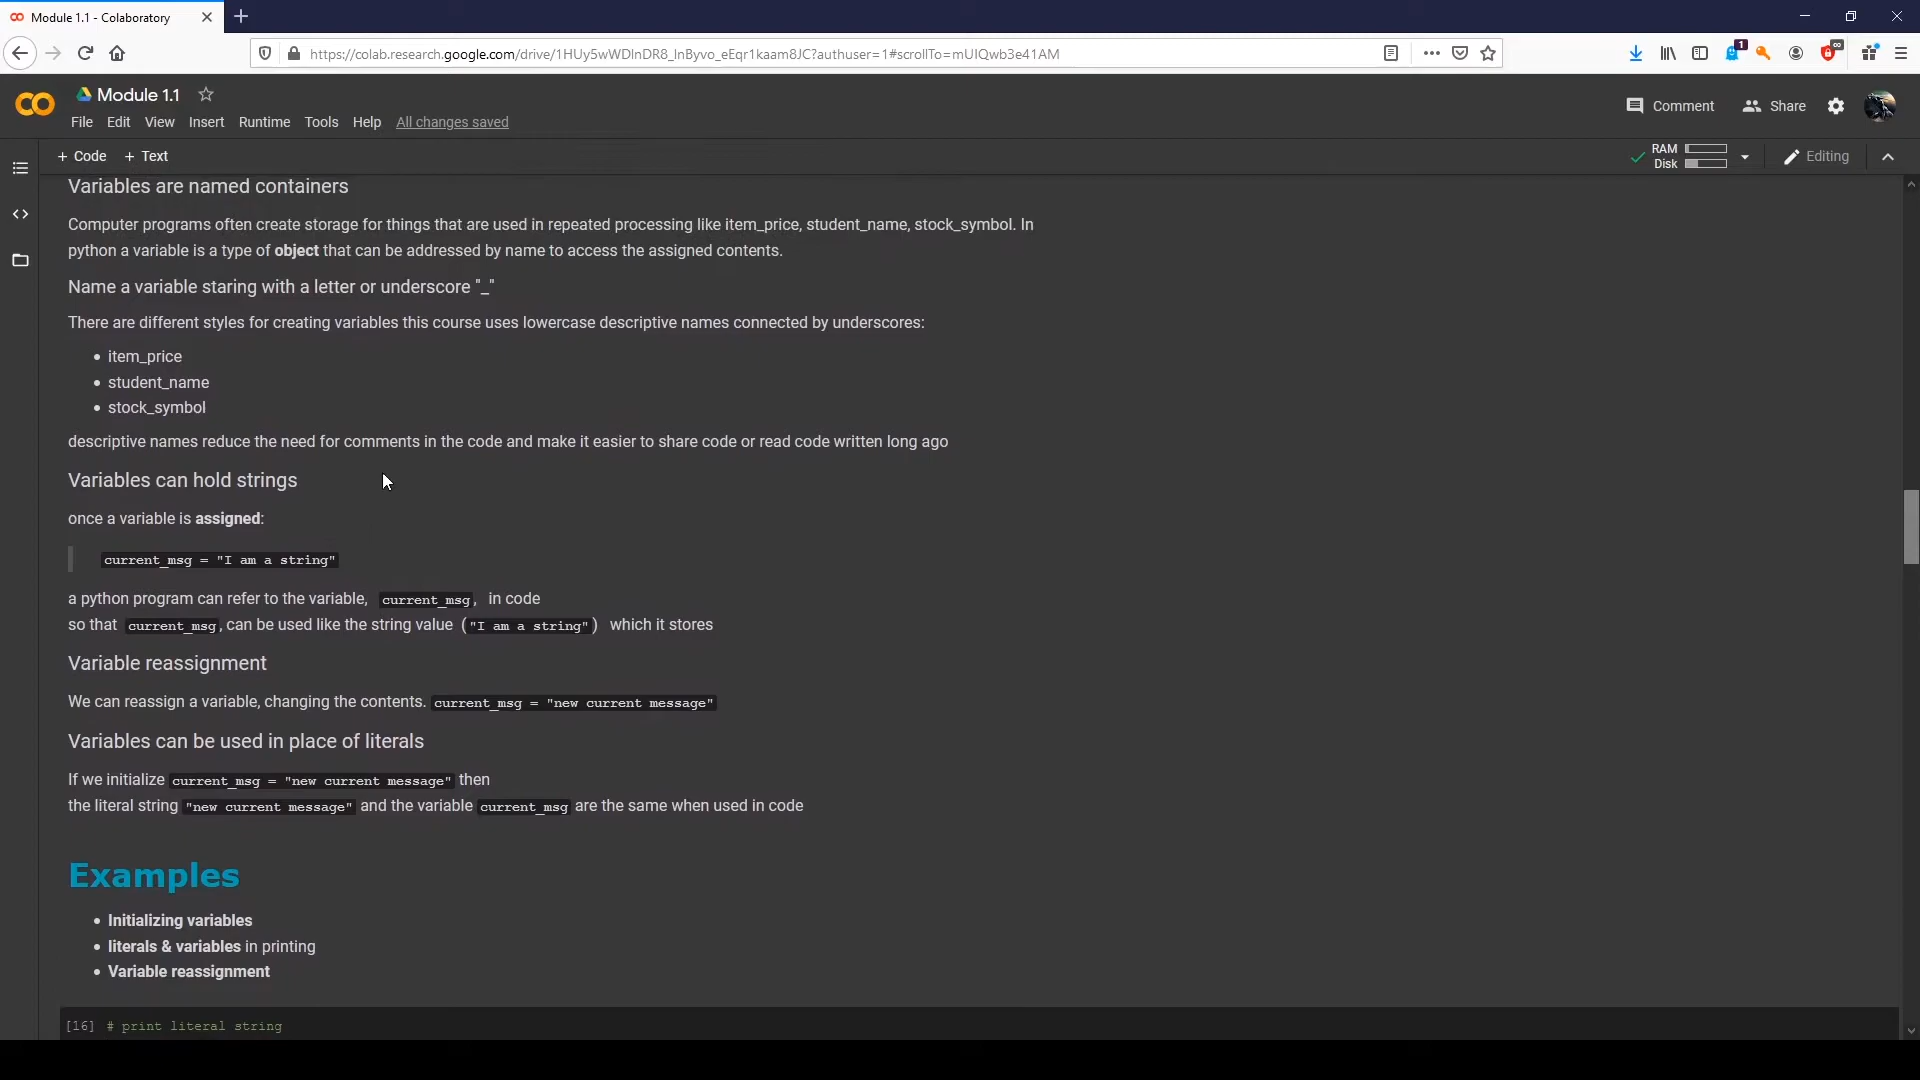 Module 1.1 - Colaboratory
https://colab.research.google.com/drive/1HUy5wWDlnDR8_lnByvo_eEqr1kaam8JC?authuser=1#scrollTo=mUIQwb3e41AM
1
∞
Module 1.1
Comment
Share
File Edit View Insert Runtime Tools Help All changes saved
+ Code + Text
RAM
Disk
Editing
Variables are named containers
Computer programs often create storage for things that are used in repeated processing like item_price, student_name, stock_symbol. In
python a variable is a type of object that can be addressed by name to access the assigned contents.
Name a variable staring with a letter or underscore "_"
There are different styles for creating variables this course uses lowercase descriptive names connected by underscores:
• item_price
• student_name
• stock_symbol
descriptive names reduce the need for comments in the code and make it easier to share code or read code written long ago
Variables can hold strings
once a variable is assigned:
current_msg = "I am a string"
a python program can refer to the variable, current_msg, in code
so that current_msg, can be used like the string value ("I am a string") which it stores
Variable reassignment
We can reassign a variable, changing the contents. current_msg = "new current message"
Variables can be used in place of literals
If we initialize current_msg = "new current message" then
the literal string "new current message" and the variable current_msg are the same when used in code
Examples
• Initializing variables
• literals & variables in printing
• Variable reassignment
[16] # print literal string